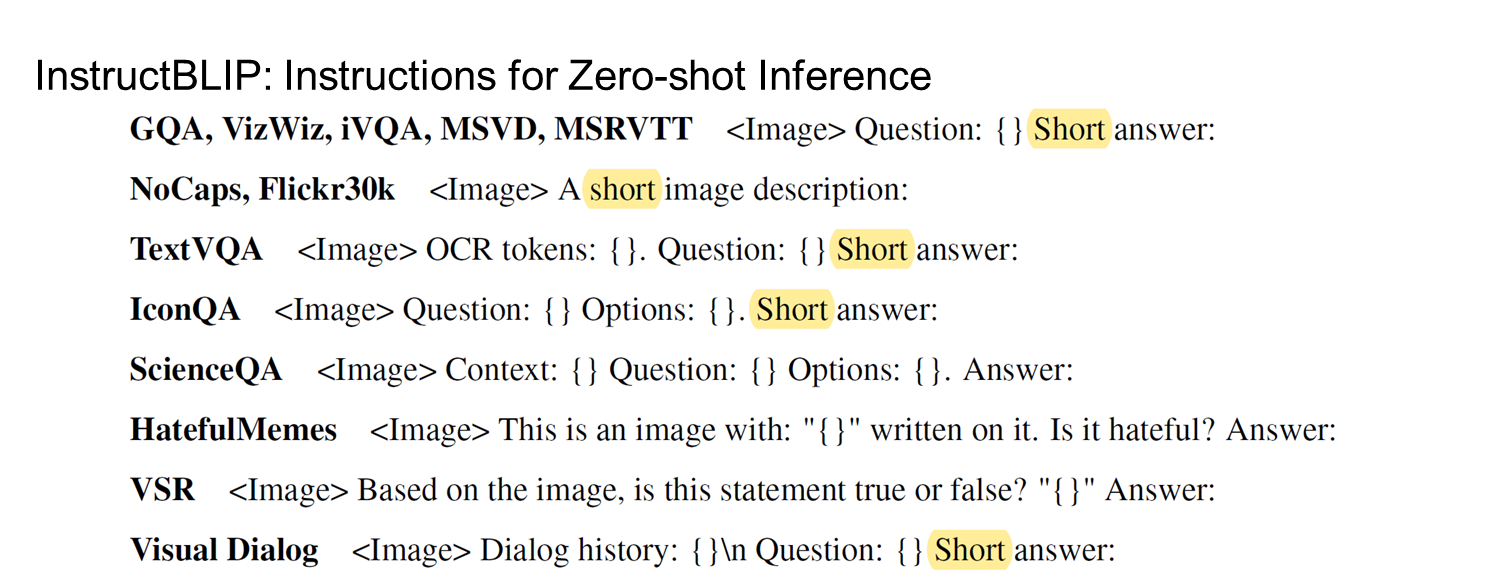 InstructBLIP: Instructions for Zero-shot Inference
GQA, VizWiz, iVQA, MSVD, MSRVTT <Image> Question: {} Short answer:
NoCaps, Flickr30k <Image> A short image description:
TextVQA <Image> OCR tokens: {}. Question: {} Short answer:
IconQA <Image> Question: {} Options: {}. Short answer:
ScienceQA <Image> Context: {} Question: {} Options: {}. Answer:
HatefulMemes <Image> This is an image with: "{}" written on it. Is it hateful? Answer:
VSR <Image> Based on the image, is this statement true or false? "{}" Answer:
Visual Dialog <Image> Dialog history: {}\n Question: {} Short answer: